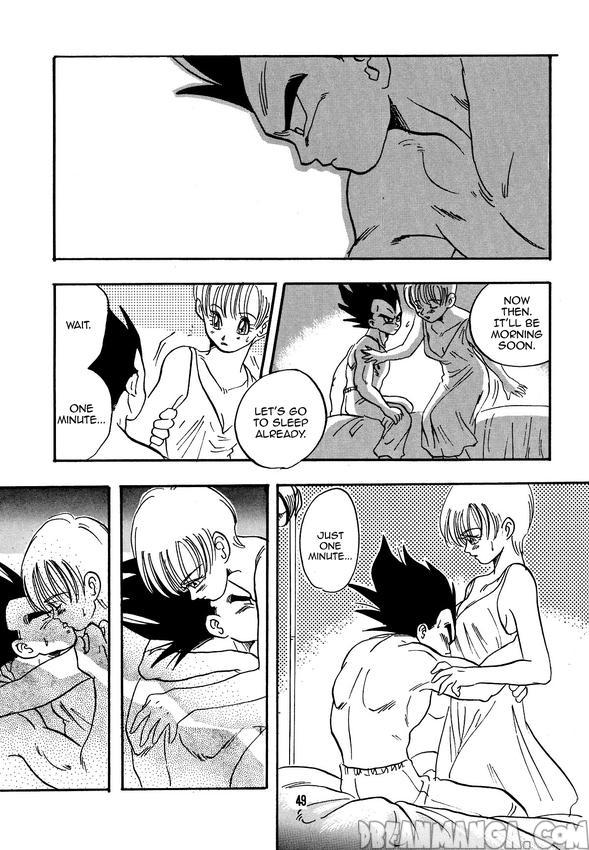 NOW
THEN.
IT'LL BE
MORNING
SOON.
LET'S GO
TO SLEEP
ALREADY.
WAIT.
ONE
MINUTE...
JUST
ONE
MINUTE...
49
DBZANMANGA.COM